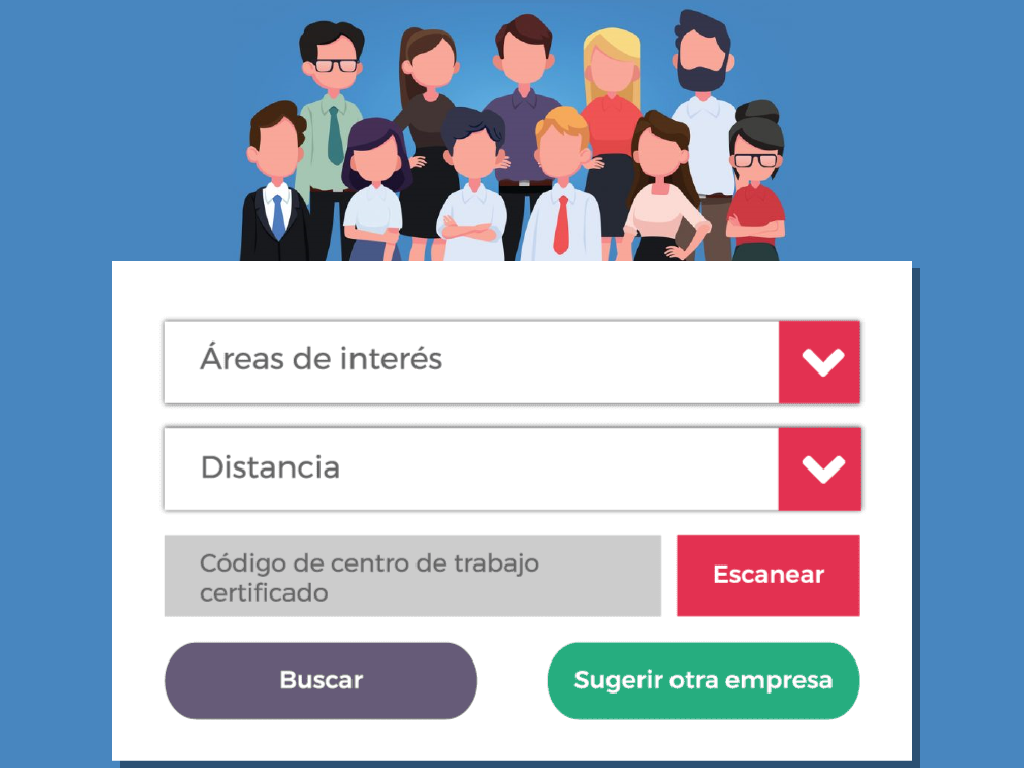 Áreas de interés
Distancia
Código de centro de trabajo
certificado
Escanear
Buscar
Sugerir otra empresa